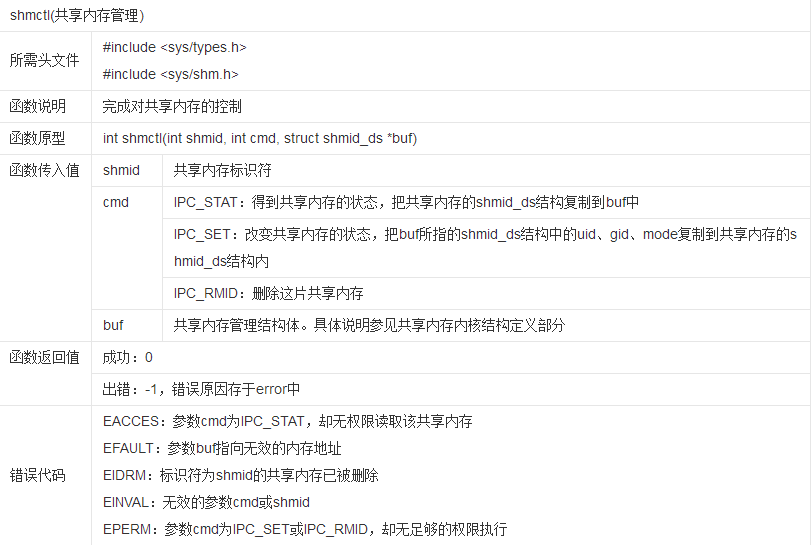 shmctl(共享内存管理)
所需头文件
#include <sys/types.h>
#include <sys/shm.h>
函数说明
完成对共享内存的控制
函数原型
int shmctl(int shmid, int cmd, struct shmid_ds *buf)
函数传入值
shmid
共享内存标识符
cmd
IPC_STAT：得到共享内存的状态，把共享内存的shmid_ds结构复制到buf中
IPC_SET：改变共享内存的状态，把buf所指的shmid_ds结构中的uid、gid、mode复制到共享内存的s
hmid_ds结构内
IPC_RMID：删除这片共享内存
buf
共享内存管理结构体。具体说明参见共享内存内核结构定义部分
函数返回值
成功：0
出错：-1，错误原因存于error中
错误代码
EACCES：参数cmd为IPC_STAT，却无权限读取该共享内存
EFAULT：参数buf指向无效的内存地址
EIDRM：标识符为shmid的共享内存已被删除
EINVAL：无效的参数cmd或shmid
EPERM：参数cmd为IPC_SET或IPC_RMID，却无足够的权限执行